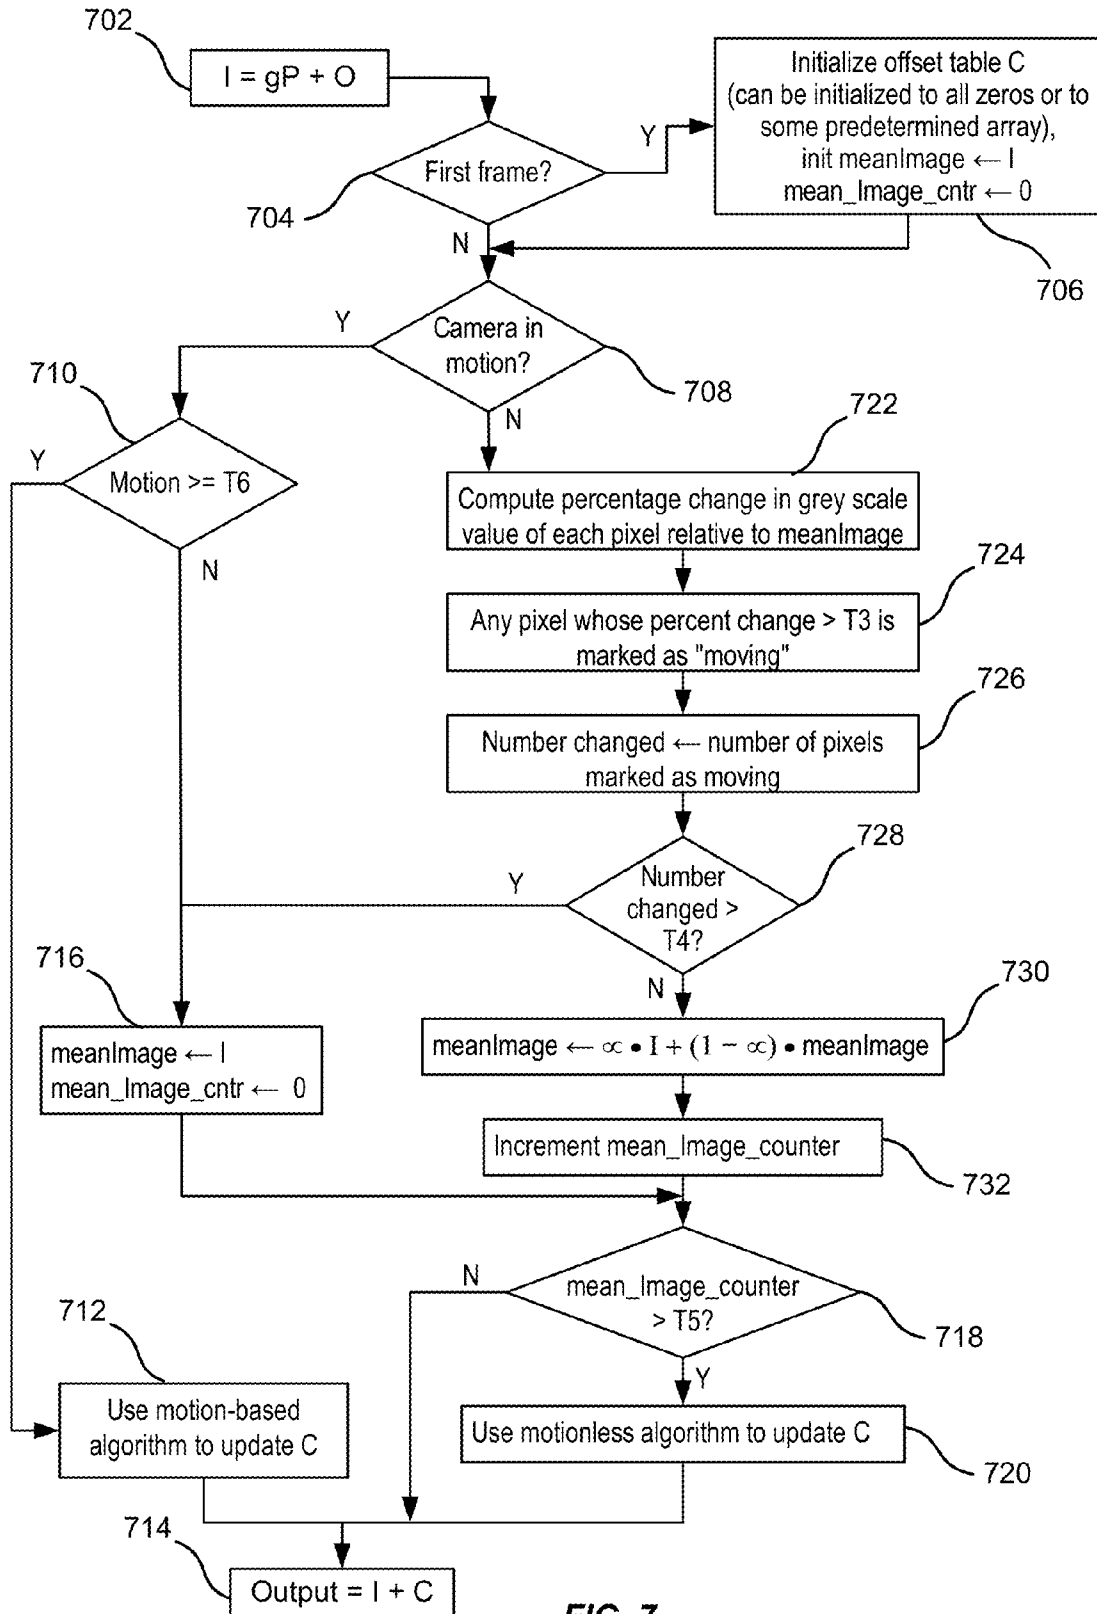 702
I = gP + O
Initialize offset table C
(can be initialized to all zeros or to
some predetermined array),
init meanImage ← I
mean_Image_cntr ← 0
706
First frame?
Y
704
N
Camera in
motion?
Y
708
N
710
Motion >= T6
Y
N
722
Compute percentage change in grey scale
value of each pixel relative to meanImage
724
Any pixel whose percent change > T3 is
marked as "moving"
726
Number changed ← number of pixels
marked as moving
728
Number
changed >
T4?
Y
N
716
meanImage ← I
mean_Image_cntr ← 0
730
meanImage ← ∝ • I + (1 − ∝) • meanImage
Increment mean_Image_counter
732
mean_Image_counter
> T5?
N
718
Y
712
Use motion-based
algorithm to update C
Use motionless algorithm to update C
720
714
Output = I + C
FIG. 7